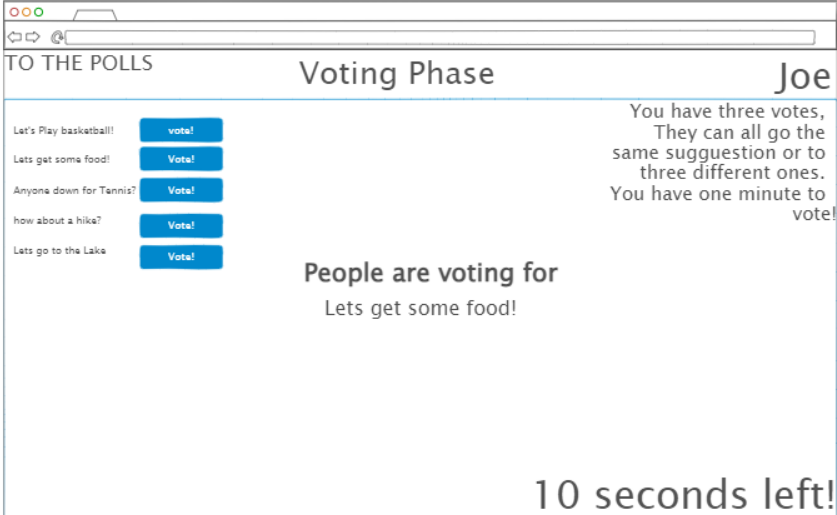 TO THE POLLS
Voting Phase
Joe
Let's Play basketball!
vote!
Lets get some food!
Vote!
Anyone down for Tennis?
Vote!
how about a hike?
Vote!
Lets go to the Lake
Vote!
You have three votes,
They can all go the
same sugguestion or to
three different ones.
You have one minute to
vote!
People are voting for
Lets get some food!
10 seconds left!